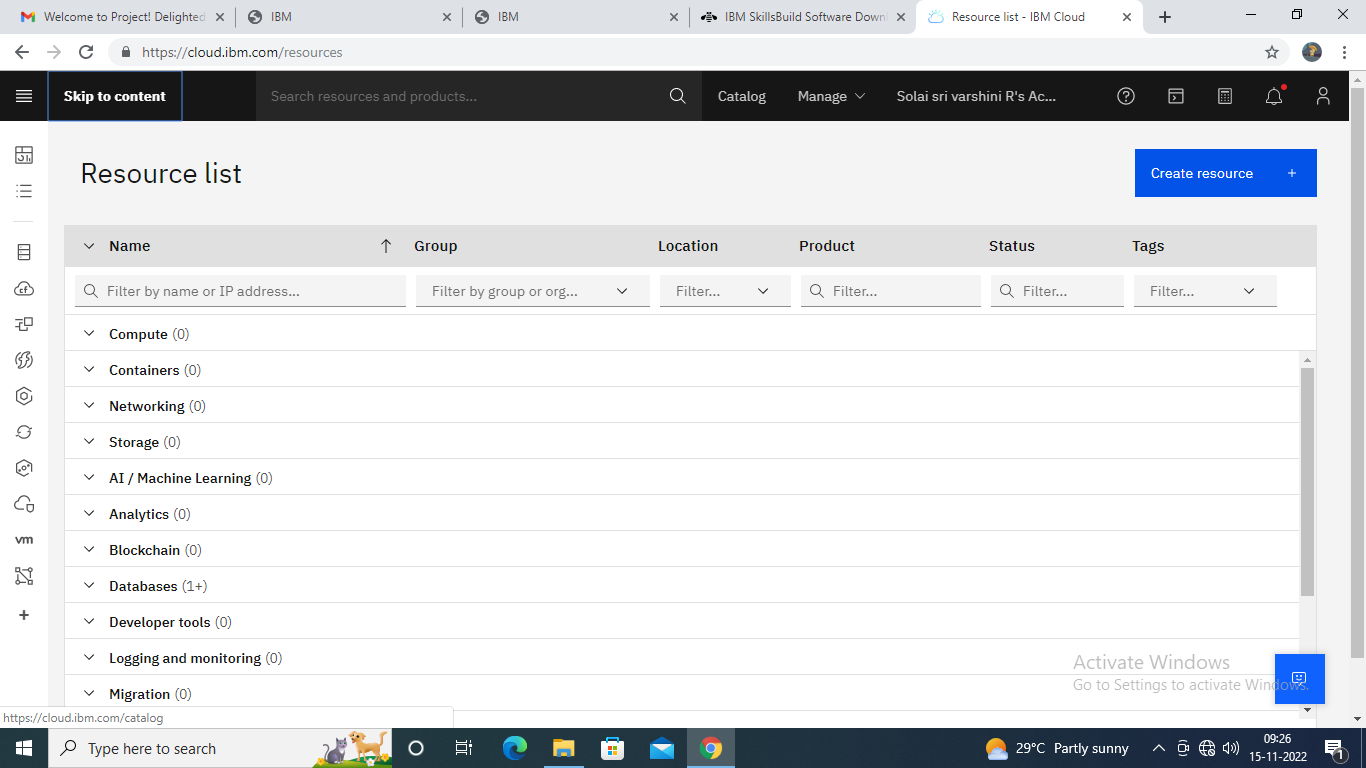 Welcome to Project! Delighted
IBM
IBM
IBM SkillsBuild Software Down
Resource list - IBM Cloud
https://cloud.ibm.com/resources
Skip to content
Search resources and products...
Catalog
Manage
Solai sri varshini R's Ac...
Resource list
Create resource +
Name
Group
Location
Product
Status
Tags
Filter by name or IP address...
Filter by group or org...
Filter...
Filter...
Filter...
Filter...
Compute (0)
Containers (0)
Networking (0)
Storage (0)
AI / Machine Learning (0)
Analytics (0)
Blockchain (0)
vm
Databases (1+)
Developer tools (0)
Logging and monitoring (0)
Migration (0)
Activate Windows
Go to Settings to activate Windows.
https://cloud.ibm.com/catalog
Type here to search
29°C Partly sunny
09:26
15-11-2022
1